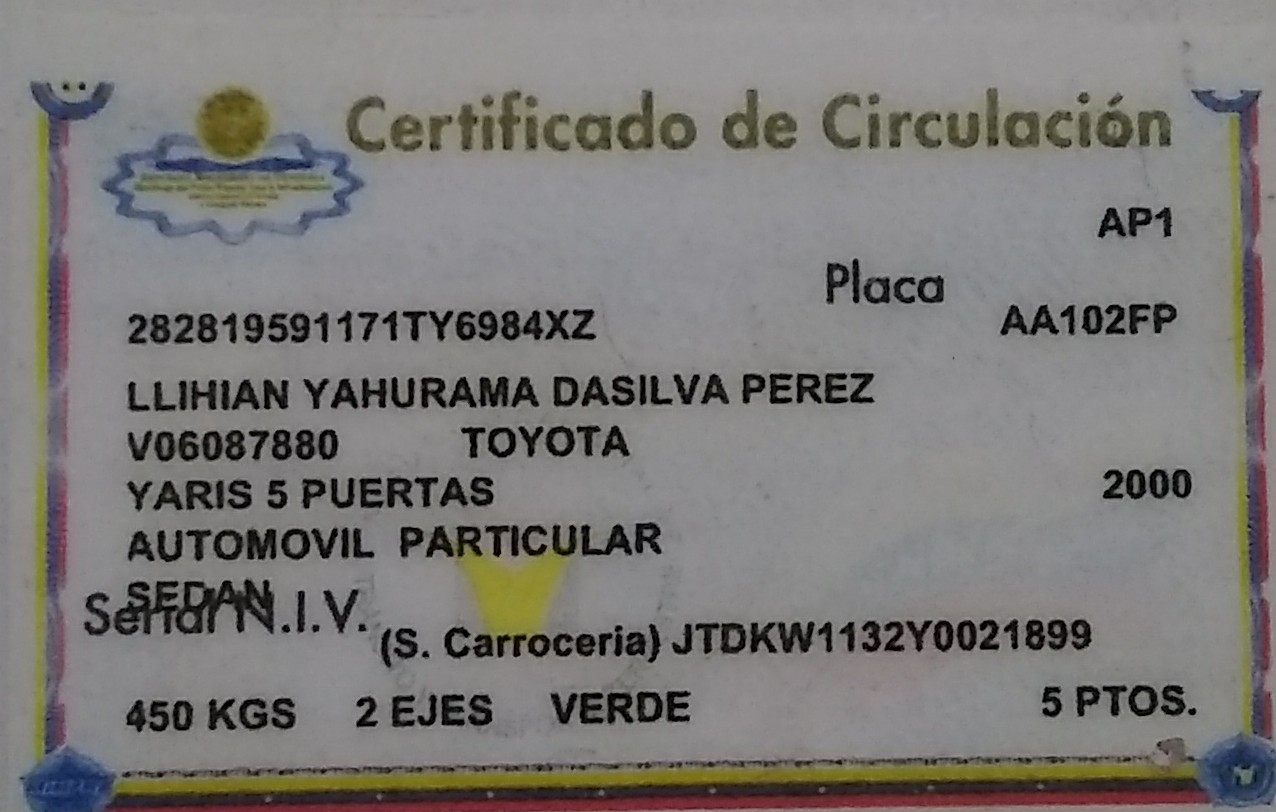 Certificado de Circulación
AP1
Placa
282819591171TY6984XZ AA102FP
LLIHIAN YAHURAMA DASILVA PEREZ
V06087880 TOYOTA
YARIS 5 PUERTAS 2000
AUTOMOVIL PARTICULAR
SEDAN
Serial N.I.V.
(S. Carroceria) JTDKW1132Y0021899
450 KGS 2 EJES VERDE 5 PTOS.